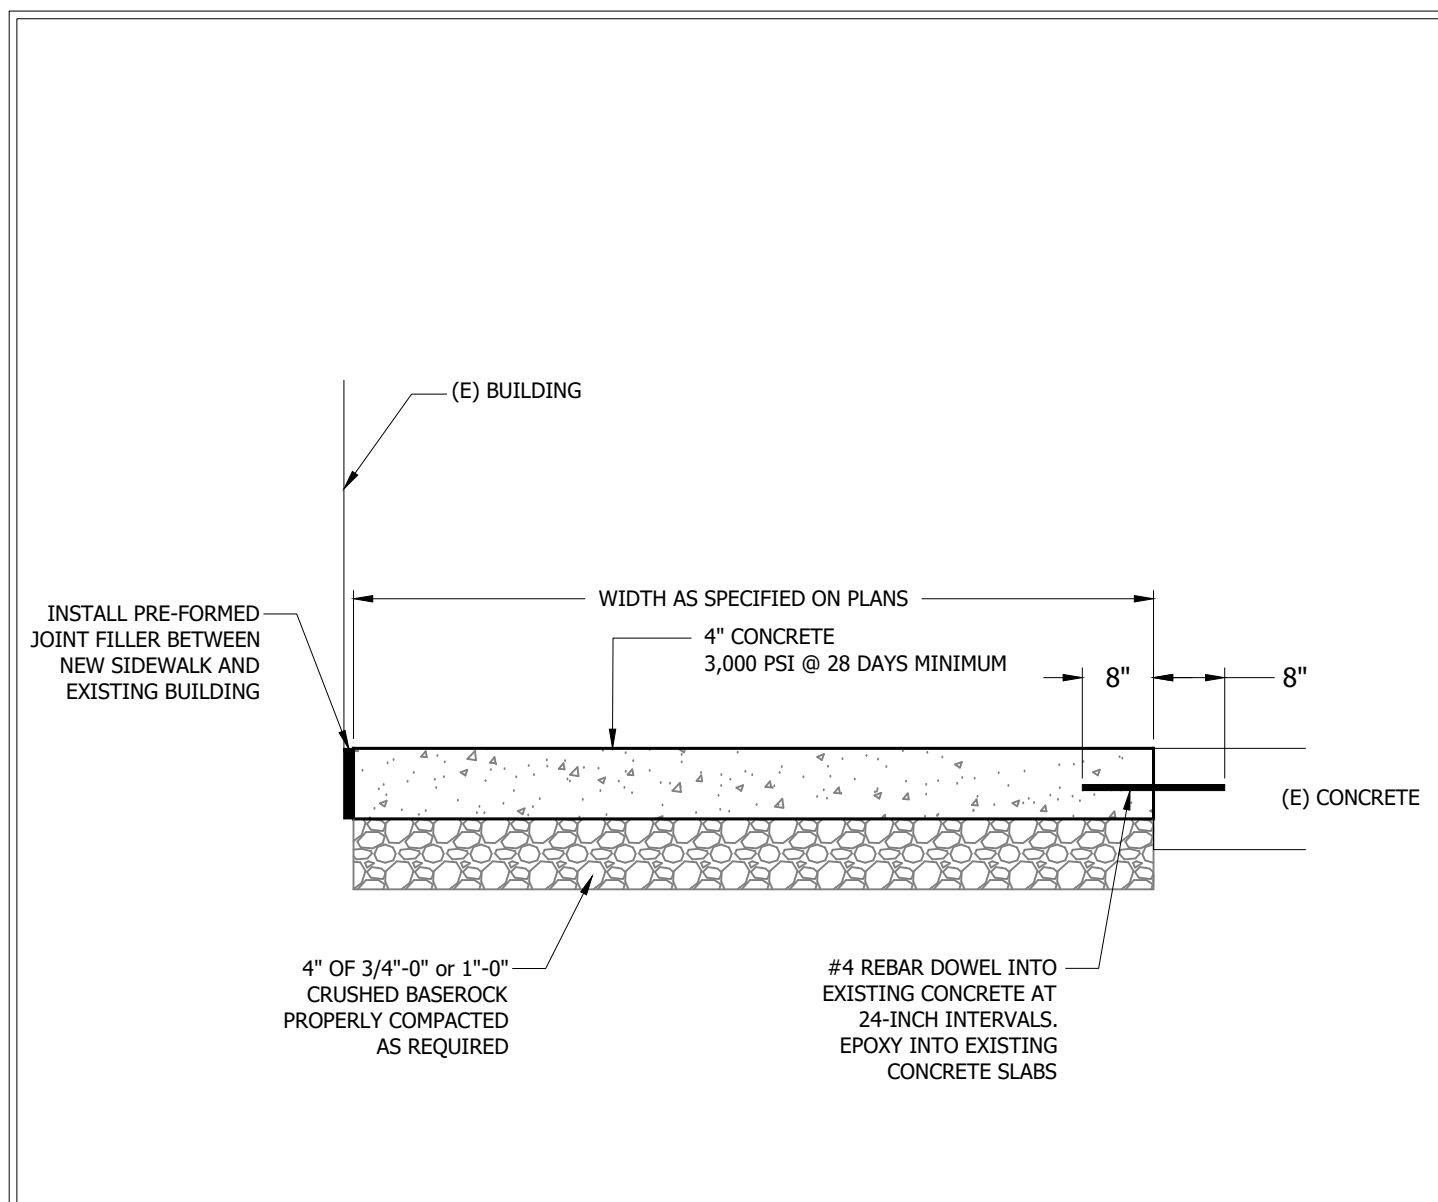 (E) BUILDING
WIDTH AS SPECIFIED ON PLANS
INSTALL PRE-FORMED
JOINT FILLER BETWEEN
NEW SIDEWALK AND
EXISTING BUILDING
4" CONCRETE
3,000 PSI @ 28 DAYS MINIMUM
8"
8"
(E) CONCRETE
4" OF 3/4"-0" or 1"-0"
CRUSHED BASEROCK
PROPERLY COMPACTED
AS REQUIRED
#4 REBAR DOWEL INTO
EXISTING CONCRETE AT
24-INCH INTERVALS.
EPOXY INTO EXISTING
CONCRETE SLABS